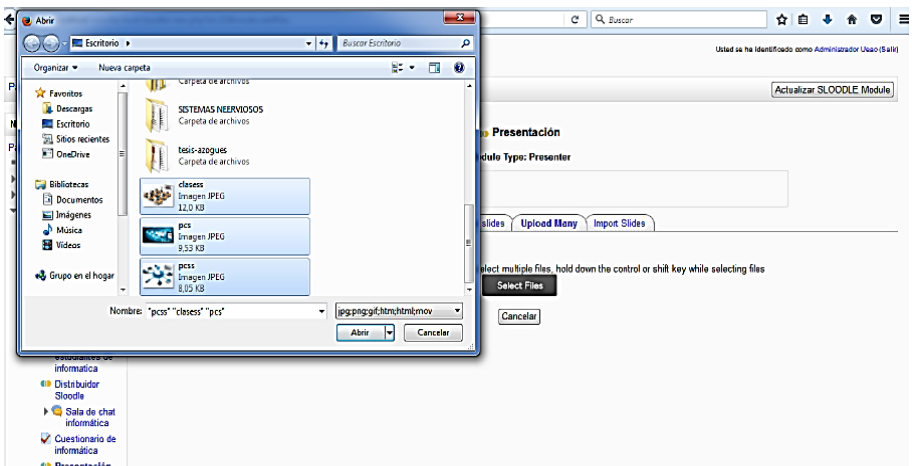 Abrir
Escritorio
Buscar Escritorio
Organizar
Nueva carpeta
Favoritos
Descargas
Escritorio
Sitios recientes
OneDrive
Bibliotecas
Documentos
Imágenes
Música
Vídeos
Grupo en el hogar
Carpeta de archivos
SISTEMAS NEERVIOSOS
Carpeta de archivos
tesis-azogues
Carpeta de archivos
clasess
Imagen JPEG
12,0 KB
pcs
Imagen JPEG
9,53 KB
pcss
Imagen JPEG
8,05 KB
Nombre: "pcss" "clasess" "pcs"
jpg;png;gif;htm;html;mov
Abrir
Cancelar
Buscar
Usted se ha identificado como Administrador Ueao (Salir)
Actualizar SLOODLE Module
Presentación
dule Type: Presenter
slides
Upload Many
Import Slides
elect multiple files, hold down the control or shift key while selecting files
Select Files
Cancelar
estudiantes de
informatica
Distribuidor
Sloodle
Sala de chat
informática
Cuestionario de
informática
Presentación